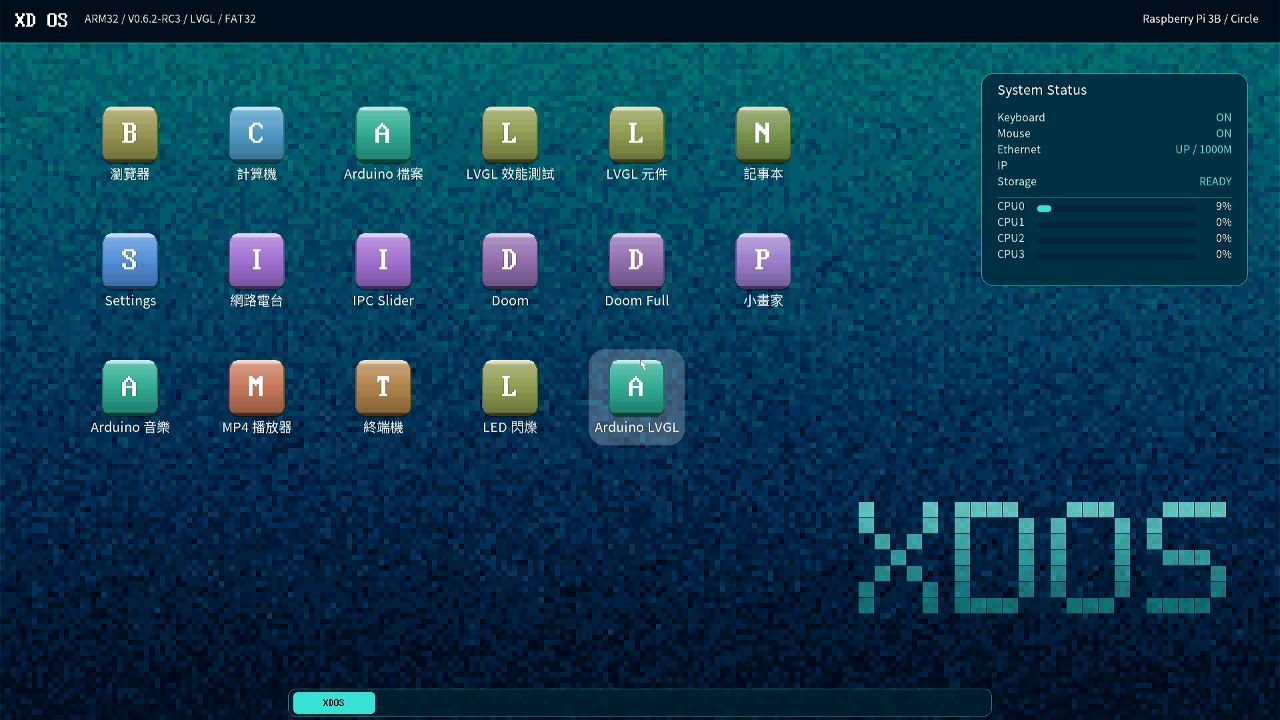 XD OS ARM32 / V0.6.2-RC3 / LVGL / FAT32 Raspberry Pi 3B / Circle
System Status
Keyboard ON
Mouse ON
Ethernet UP / 1000M
IP
Storage READY
CPU0 9%
CPU1 0%
CPU2 0%
CPU3 0%
B C A L L N
瀏覽器 計算機 Arduino 檔案 LVGL 效能測試 LVGL 元件 記事本
S I I D D P
Settings 網路電台 IPC Slider Doom Doom Full 小畫家
A M T L A
Arduino 音樂 MP4 播放器 終端機 LED 閃爍 Arduino LVGL
XDOS
XDOS